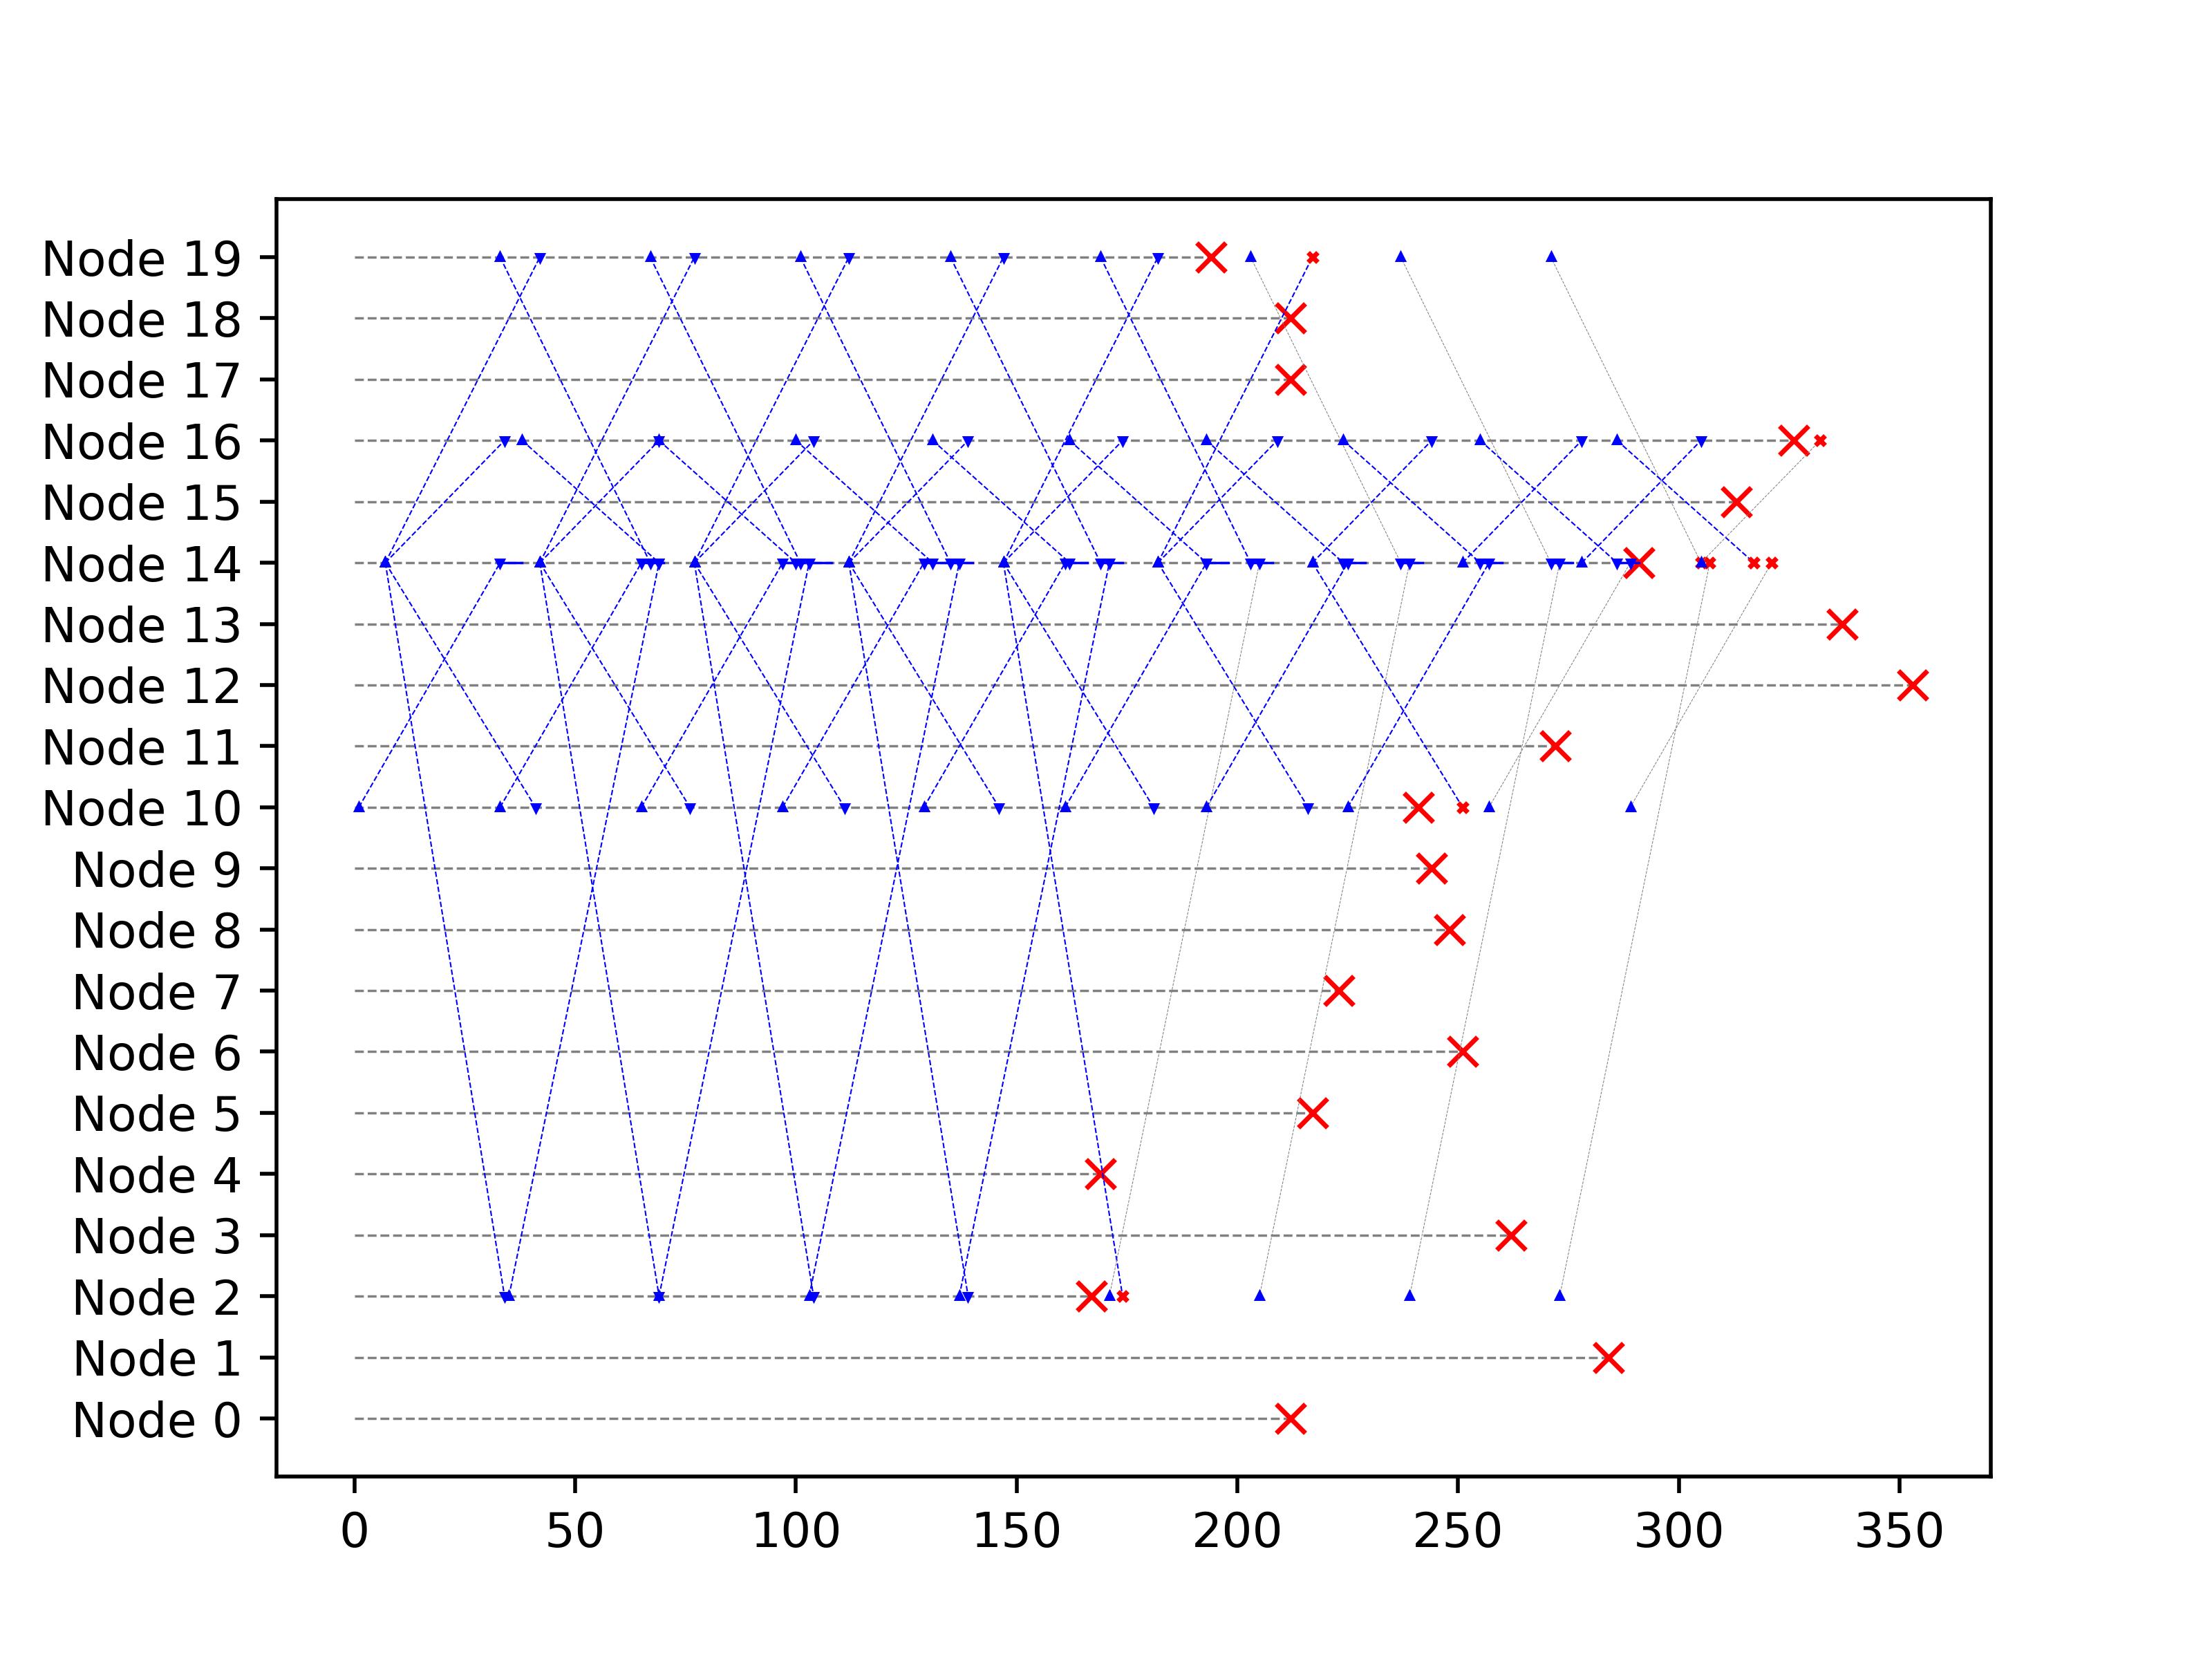 Node 19
Node 18
Node 17
Node 16
Node 15
Node 14
Node 13
Node 12
Node 11
Node 10
Node 9
Node 8
Node 7
Node 6
Node 5
Node 4
Node 3
Node 2
Node 1
Node 0
0 50 100 150 200 250 300 350